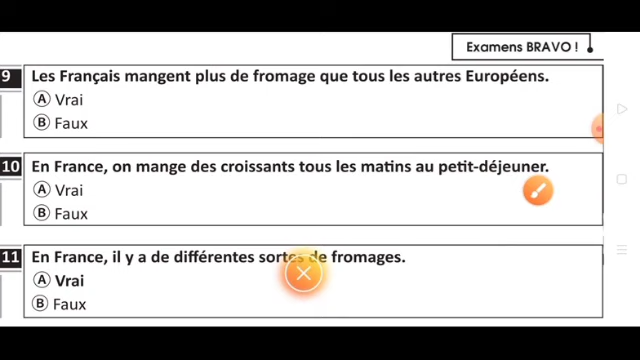 Examens BRAVO !
9 Les Français mangent plus de fromage que tous les autres Européens.
A Vrai
B Faux
10 En France, on mange des croissants tous les matins au petit-déjeuner.
A Vrai
B Faux
11 En France, il y a de différentes sortes de fromages.
A Vrai
B Faux